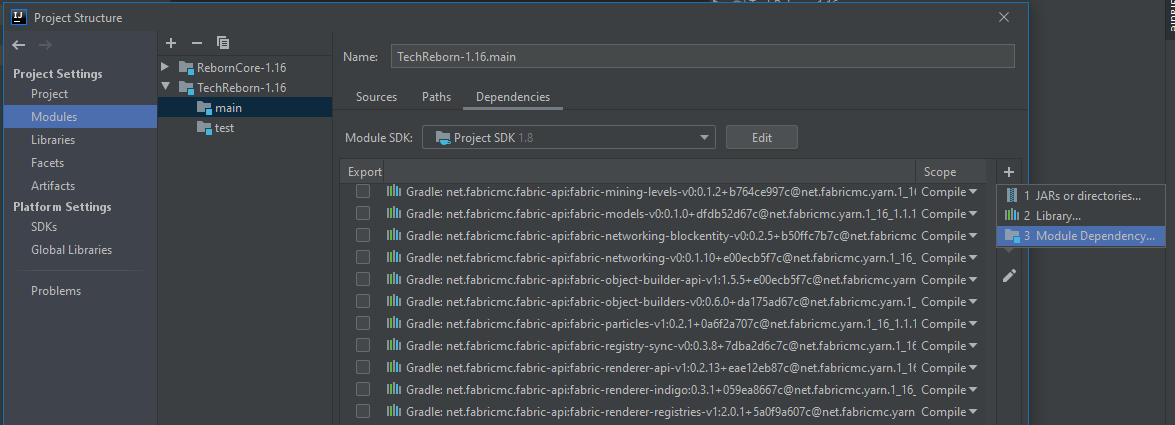 Project Structure
Name: TechReborn-1.16.main
Project Settings
Project
Modules
Libraries
Facets
Artifacts
Platform Settings
SDKs
Global Libraries
Problems
RebornCore-1.16
TechReborn-1.16
main
test
Sources Paths Dependencies
Module SDK: Project SDK 1.8 Edit
Export Scope
Gradle: net.fabricmc.fabric-api:fabric-mining-levels-v0:0.1.2+b764ce997c@net.fabricmc.yarn.1_16 Compile
Gradle: net.fabricmc.fabric-api:fabric-models-v0:0.1.0+dfdb52d67c@net.fabricmc.yarn.1_16_1.1.1 Compile
Gradle: net.fabricmc.fabric-api:fabric-networking-blockentity-v0:0.2.5+b50ffc7b7c@net.fabricmc Compile
Gradle: net.fabricmc.fabric-api:fabric-networking-v0:0.1.10+e00ecb5f7c@net.fabricmc.yarn.1_16_ Compile
Gradle: net.fabricmc.fabric-api:fabric-object-builder-api-v1:1.5.5+e00ecb5f7c@net.fabricmc.yarn Compile
Gradle: net.fabricmc.fabric-api:fabric-object-builders-v0:0.6.0+da175ad67c@net.fabricmc.yarn.1_ Compile
Gradle: net.fabricmc.fabric-api:fabric-particles-v1:0.2.1+0a6f2a707c@net.fabricmc.yarn.1_16_1.1.1 Compile
Gradle: net.fabricmc.fabric-api:fabric-registry-sync-v0:0.3.8+7dba2d6c7c@net.fabricmc.yarn.1_16 Compile
Gradle: net.fabricmc.fabric-api:fabric-renderer-api-v1:0.2.13+eae12eb87c@net.fabricmc.yarn.1_16 Compile
Gradle: net.fabricmc.fabric-api:fabric-renderer-indigo:0.3.1+059ea8667c@net.fabricmc.yarn.1_16_ Compile
Gradle: net.fabricmc.fabric-api:fabric-renderer-registries-v1:2.0.1+5a0f9a607c@net.fabricmc.yarn Compile
1 JARs or directories...
2 Library...
3 Module Dependency...